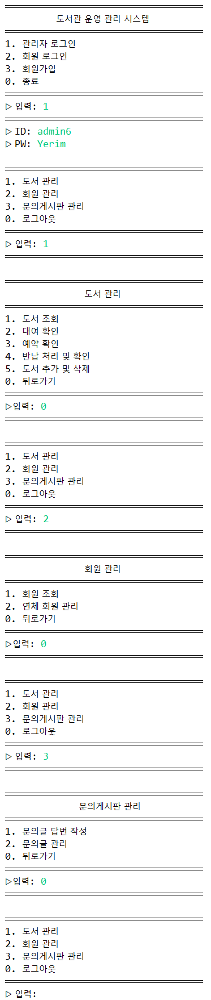 도서관 운영 관리 시스템
1. 관리자 로그인
2. 회원 로그인
3. 회원가입
0. 종료
▷ 입력: 1
▷ ID: admin6
▷ PW: Yerim
1. 도서 관리
2. 회원 관리
3. 문의게시판 관리
0. 로그아웃
▷ 입력: 1
도서 관리
1. 도서 조회
2. 대여 확인
3. 예약 확인
4. 반납 처리 및 확인
5. 도서 추가 및 삭제
0. 뒤로가기
▷입력: 0
1. 도서 관리
2. 회원 관리
3. 문의게시판 관리
0. 로그아웃
▷ 입력: 2
회원 관리
1. 회원 조회
2. 연체 회원 관리
0. 뒤로가기
▷입력: 0
1. 도서 관리
2. 회원 관리
3. 문의게시판 관리
0. 로그아웃
▷ 입력: 3
문의게시판 관리
1. 문의글 답변 작성
2. 문의글 관리
0. 뒤로가기
▷입력: 0
1. 도서 관리
2. 회원 관리
3. 문의게시판 관리
0. 로그아웃
▷ 입력: